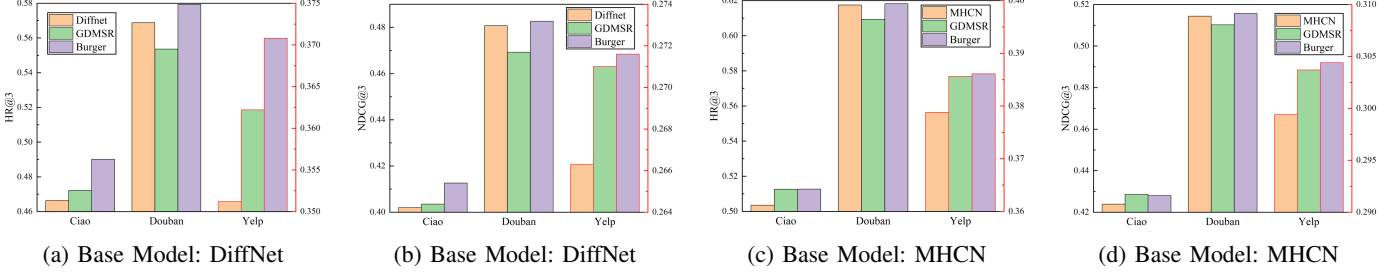 0.58
0.56
0.54
0.52
0.50
0.48
0.46
HR@3
Diffnet
GDMSR
Burger
0.375
0.370
0.365
0.360
0.355
0.350
Ciao Douban Yelp
(a) Base Model: DiffNet
0.48
0.46
0.44
0.42
0.40
NDCG@3
Diffnet
GDMSR
Burger
0.274
0.272
0.270
0.268
0.266
0.264
Ciao Douban Yelp
(b) Base Model: DiffNet
0.62
0.60
0.58
0.56
0.54
0.52
0.50
HR@3
MHCN
GDMSR
Burger
0.40
0.39
0.38
0.37
0.36
Ciao Douban Yelp
(c) Base Model: MHCN
0.52
0.50
0.48
0.46
0.44
0.42
NDCG@3
MHCN
GDMSR
Burger
0.310
0.305
0.300
0.295
0.290
Ciao Douban Yelp
(d) Base Model: MHCN